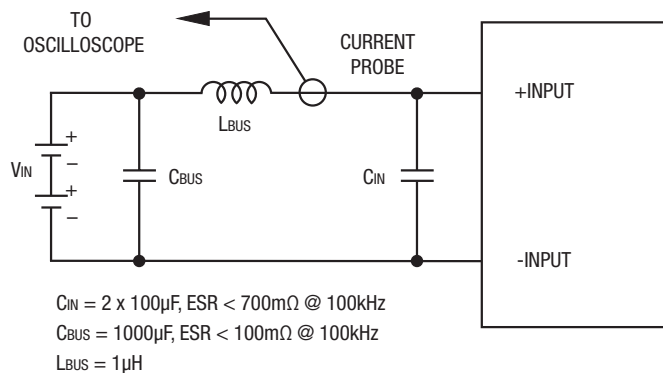 TO
OSCILLOSCOPE
CURRENT
PROBE
+INPUT
LBUS
VIN
+
−
+
−
CBUS
CIN
-INPUT
CIN = 2 x 100µF, ESR < 700mΩ @ 100kHz
CBUS = 1000µF, ESR < 100mΩ @ 100kHz
LBUS = 1µH